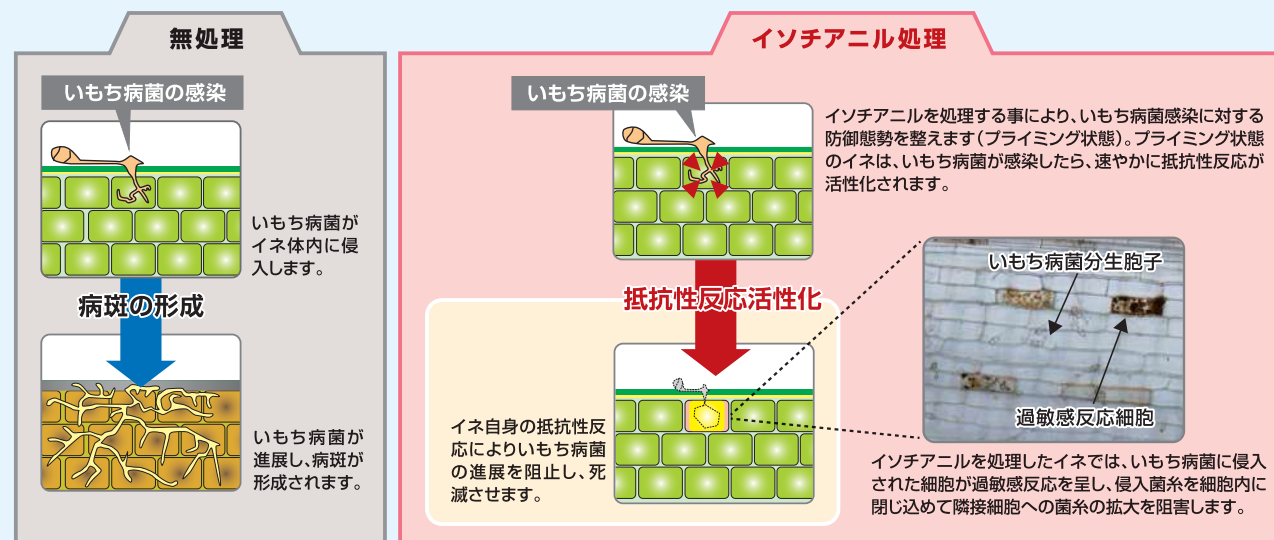 無処理
いもち病菌の感染
いもち病菌が
イネ体内に侵
入します。
病斑の形成
いもち病菌が
進展し、病斑が
形成されます。
イソチアニル処理
いもち病菌の感染
イソチアニルを処理する事により、いもち病菌感染に対する
防御態勢を整えます（プライミング状態）。プライミング状態
のイネは、いもち病菌が感染したら、速やかに抵抗性反応が
活性化されます。
抵抗性反応活性化
イネ自身の抵抗性反
応によりいもち病菌
の進展を阻止し、死
滅させます。
いもち病菌分生胞子
過敏感反応細胞
イソチアニルを処理したイネでは、いもち病菌に侵入
された細胞が過敏感反応を呈し、侵入菌糸を細胞内に
閉じ込めて隣接細胞への菌糸の拡大を阻害します。